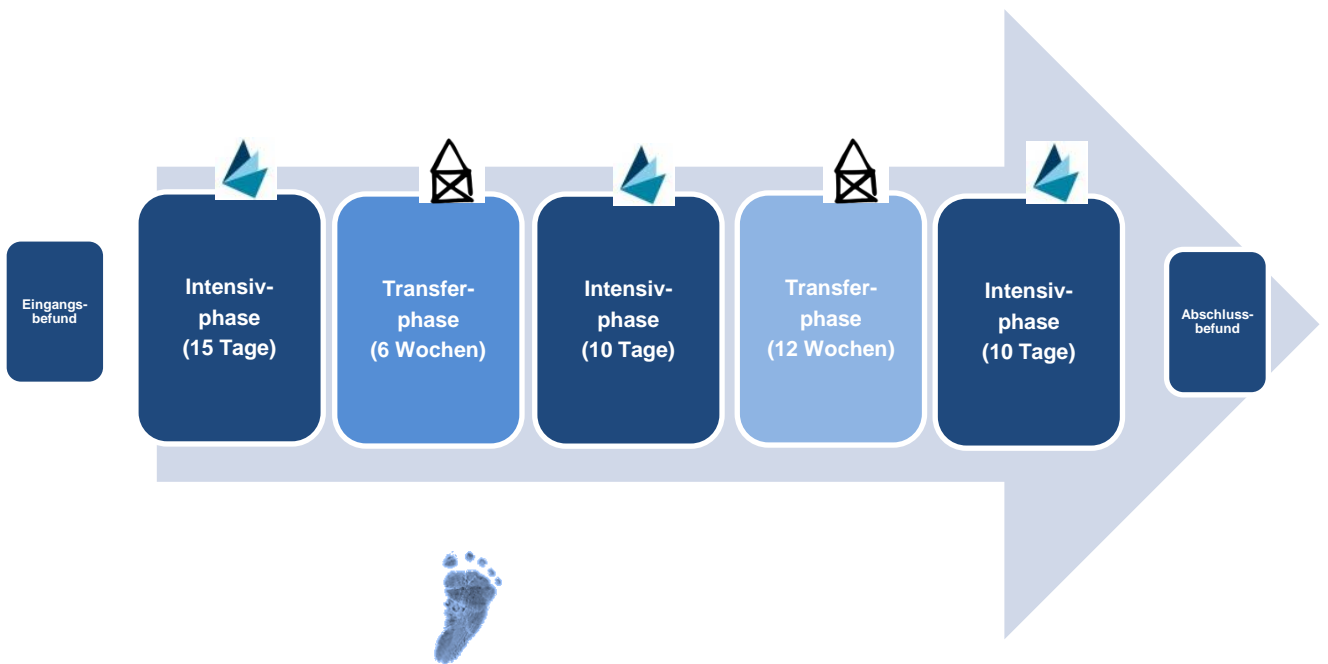 Eingangs-
befund
Intensiv-
phase
(15 Tage)
Transfer-
phase
(6 Wochen)
Intensiv-
phase
(10 Tage)
Transfer-
phase
(12 Wochen)
Intensiv-
phase
(10 Tage)
Abschluss-
befund